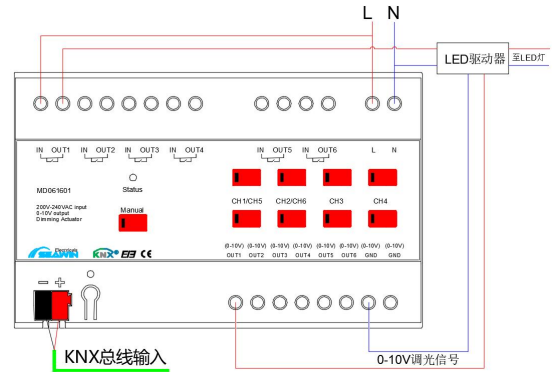 L N
LED驱动器 至LED灯
IN OUT1 IN OUT2 IN OUT3 IN OUT4 IN OUT5 IN OUT6 L N
MD061601
Status
200V-240VAC input
0-10V output
Dimming Actuator
Manual
CH1/CH5 CH2/CH6 CH3 CH4
(0-10V) (0-10V) (0-10V) (0-10V) (0-10V) (0-10V) (0-10V) (0-10V)
OUT1 OUT2 OUT3 OUT4 OUT5 OUT6 GND GND
KNX EIB CE
- +
0-10V调光信号
KNX总线输入